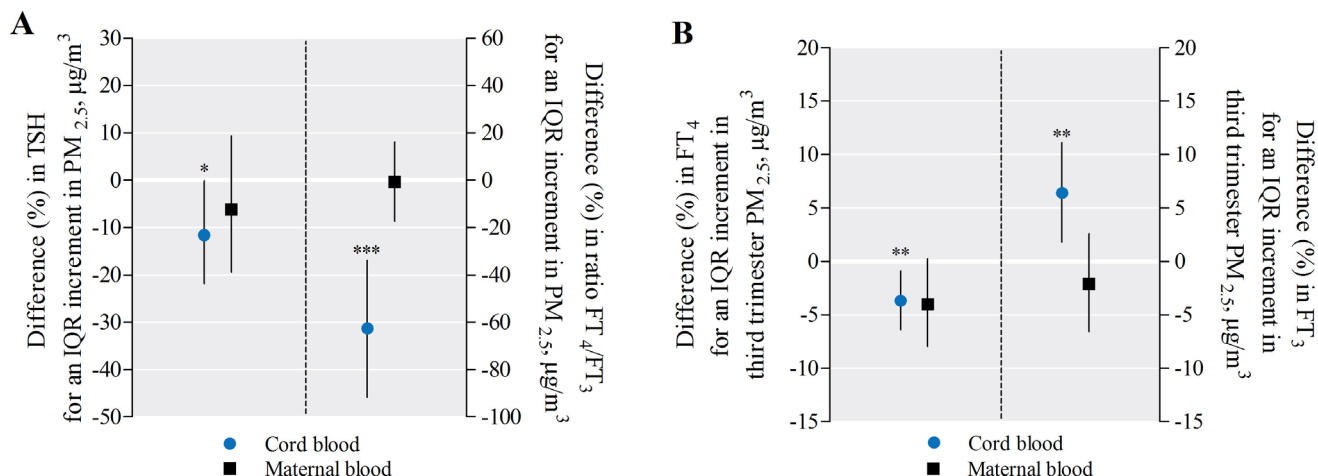 A
Difference (%) in TSH
for an IQR increment in PM 2.5, μg/m3
30
20
10
0
-10
-20
-30
-40
-50
*
***
60
40
20
0
-20
-40
-60
-80
-100
Difference (%) in ratio FT4/FT3
for an IQR increment in PM 2.5, μg/m3
Cord blood
Maternal blood
B
Difference (%) in FT4
for an IQR increment in
third trimester PM2.5, μg/m3
20
15
10
5
0
-5
-10
-15
**
**
20
15
10
5
0
-5
-10
-15
Difference (%) in FT3
for an IQR increment in
third trimester PM2.5, μg/m3
Cord blood
Maternal blood